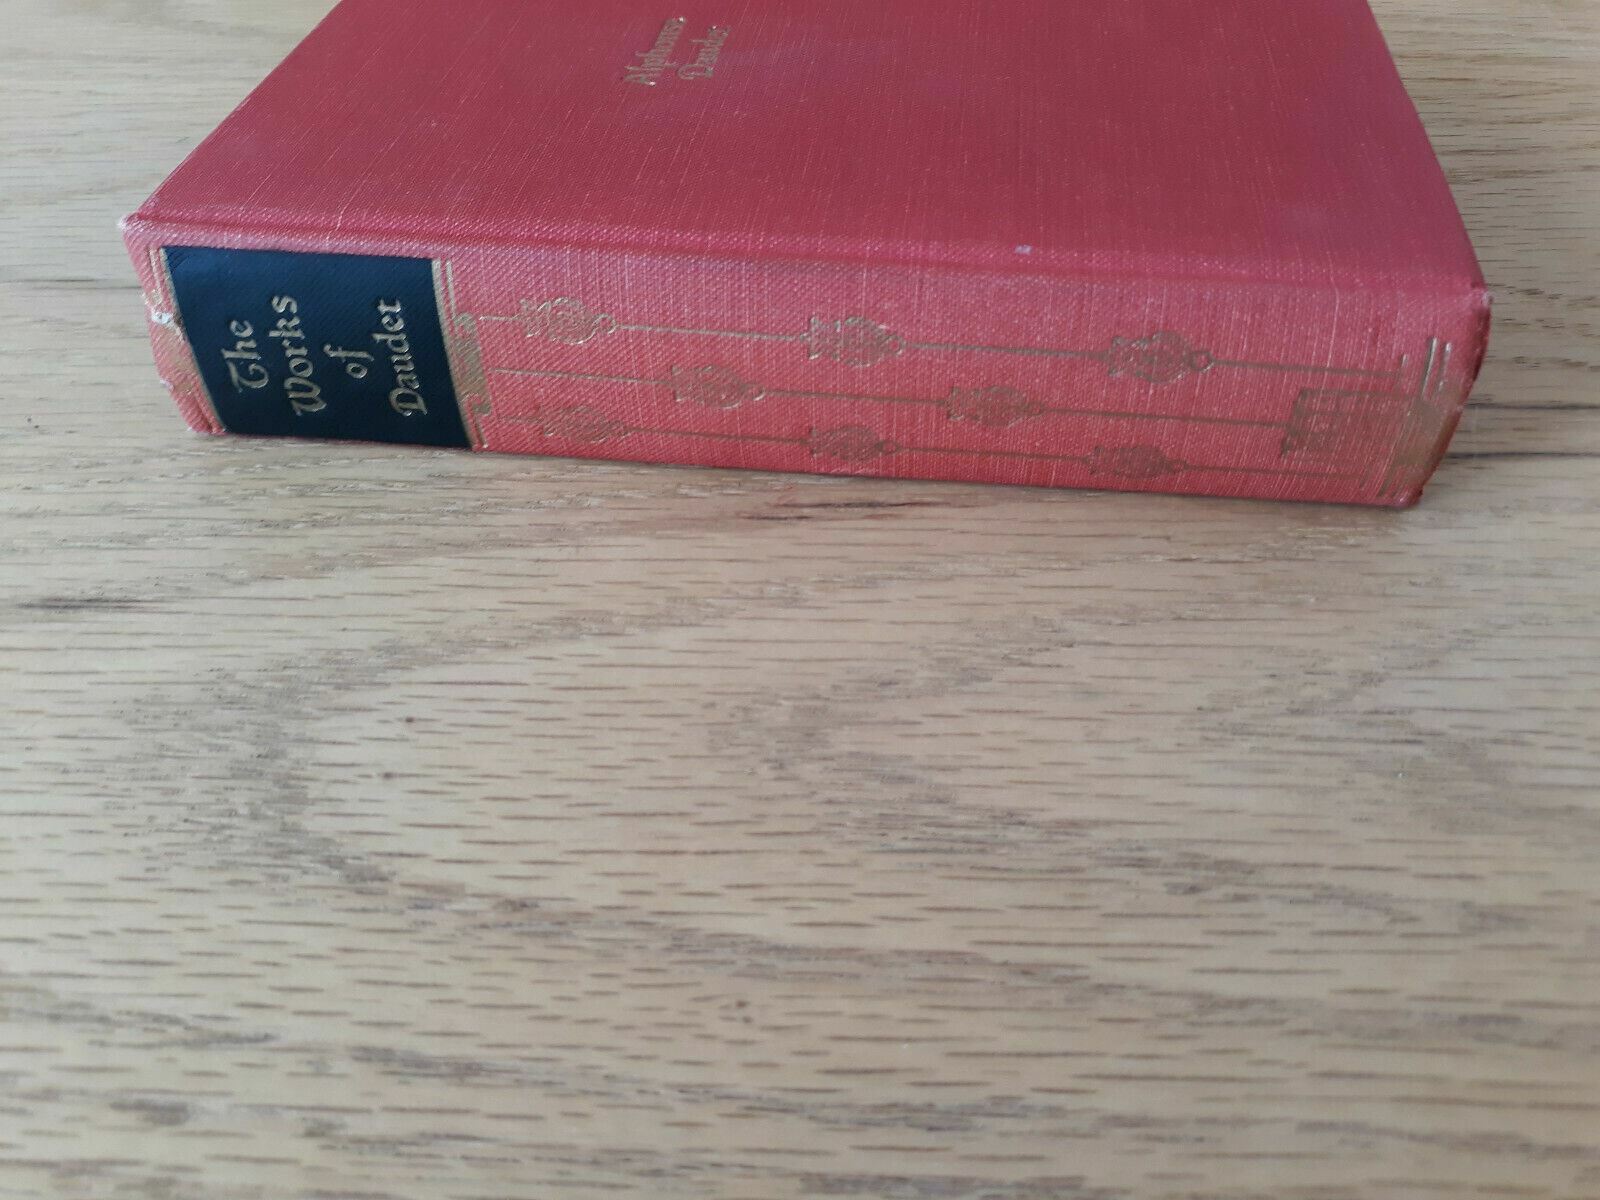 Alphonse
Daudet
The
Works
of
Daudet